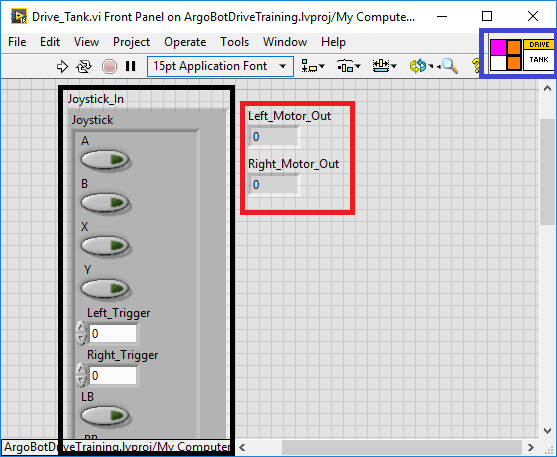 Drive_Tank.vi Front Panel on ArgoBotDriveTraining.lvproj/My Compute...
File Edit View Project Operate Tools Window Help
DRIVE
TANK
15pt Application Font
Joystick_In
Joystick
A
B
X
Y
Left_Trigger
0
Right_Trigger
0
LB
Left_Motor_Out
0
Right_Motor_Out
0
ArgoBotDriveTraining.lvproj/My Computer